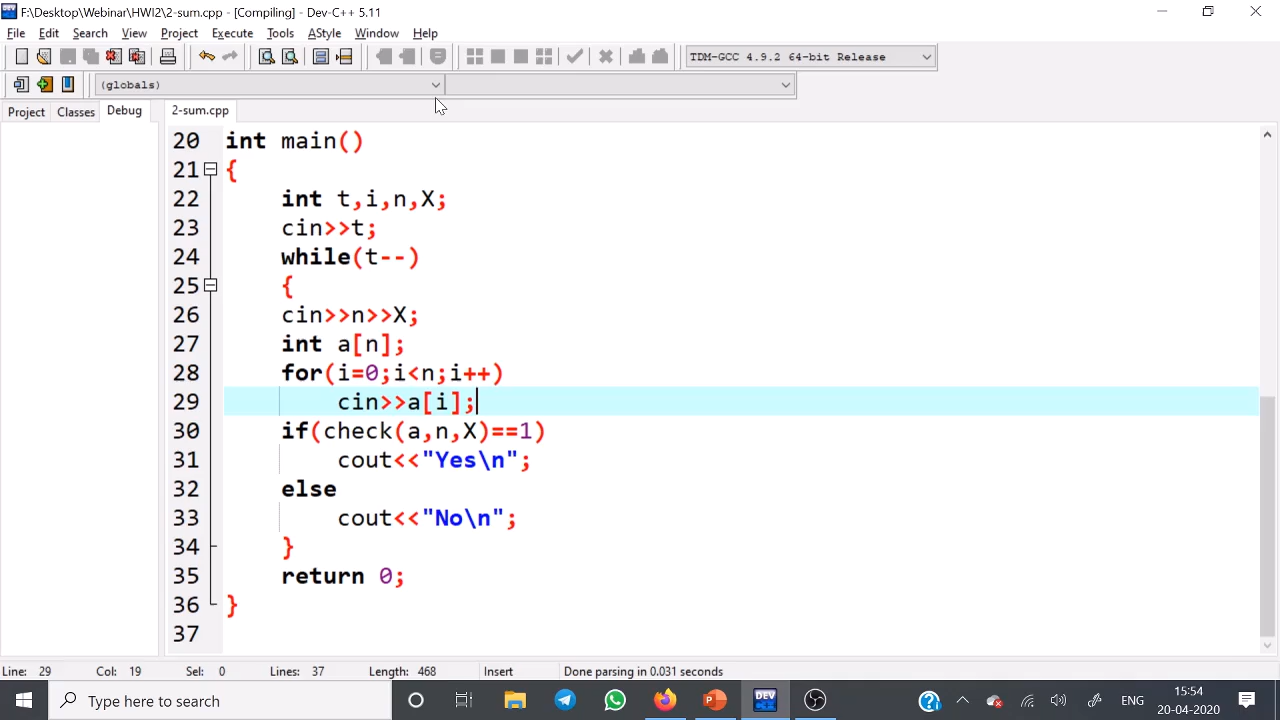 F:\Desktop\Webinar\HWI2\2-sum.cpp - [Compiling] - Dev-C++ 5.11
File Edit Search View Project Execute Tools AStyle Window Help
TDM-GCC 4.9.2 64-bit Release
(globals)
Project Classes Debug 2-sum.cpp
20 int main()
21 {
22 int t,i,n,X;
23 cin>>t;
24 while(t--)
25 {
26 cin>>n>>X;
27 int a[n];
28 for(i=0;i<n;i++)
29 cin>>a[i];
30 if(check(a,n,X)==1)
31 cout<<"Yes\n";
32 else
33 cout<<"No\n";
34 }
35 return 0;
36 }
37
Line: 29 Col: 19 Sel: 0 Lines: 37 Length: 468 Insert Done parsing in 0.031 seconds
Type here to search DEV ENG 15:54
20-04-2020